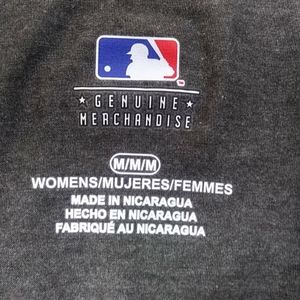 ★ GENUINE ★
MERCHANDISE
M/M/M
WOMENS/MUJERES/FEMMES
MADE IN NICARAGUA
HECHO EN NICARAGUA
FABRIQUÉ AU NICARAGUA